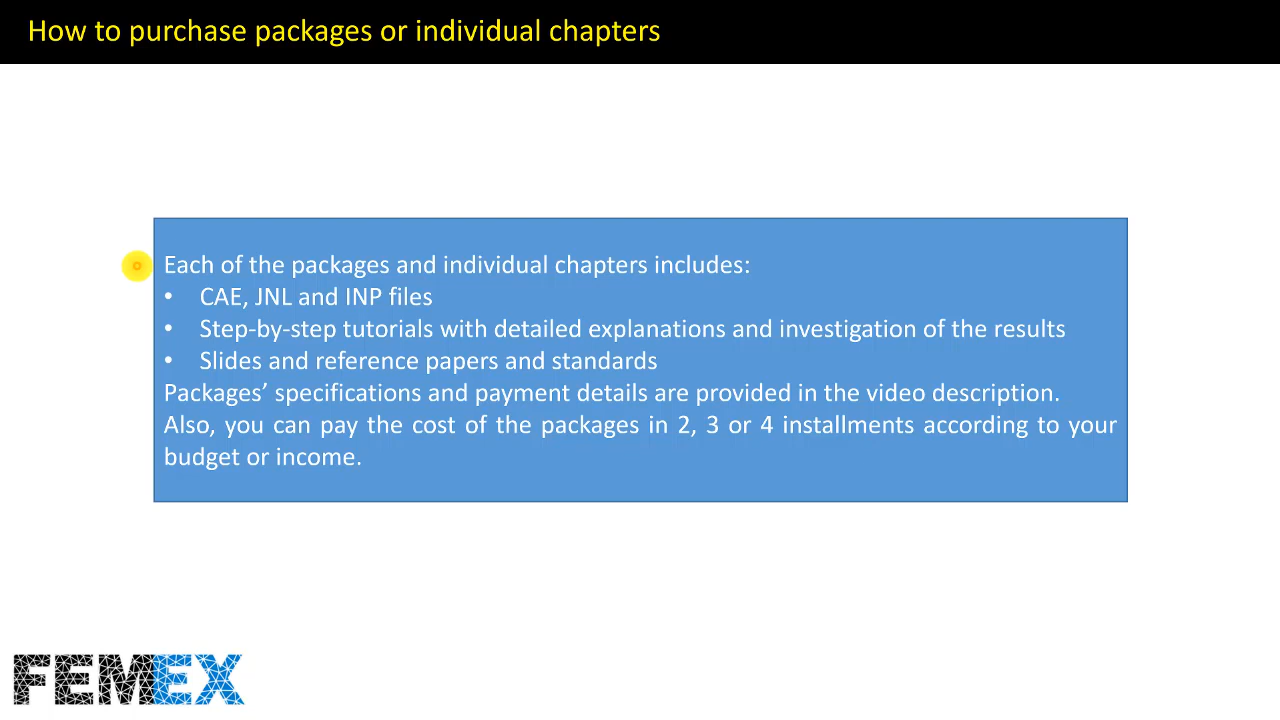 How to purchase packages or individual chapters
Each of the packages and individual chapters includes:
• CAE, JNL and INP files
• Step-by-step tutorials with detailed explanations and investigation of the results
• Slides and reference papers and standards
Packages’ specifications and payment details are provided in the video description.
Also, you can pay the cost of the packages in 2, 3 or 4 installments according to your
budget or income.
FEMEX